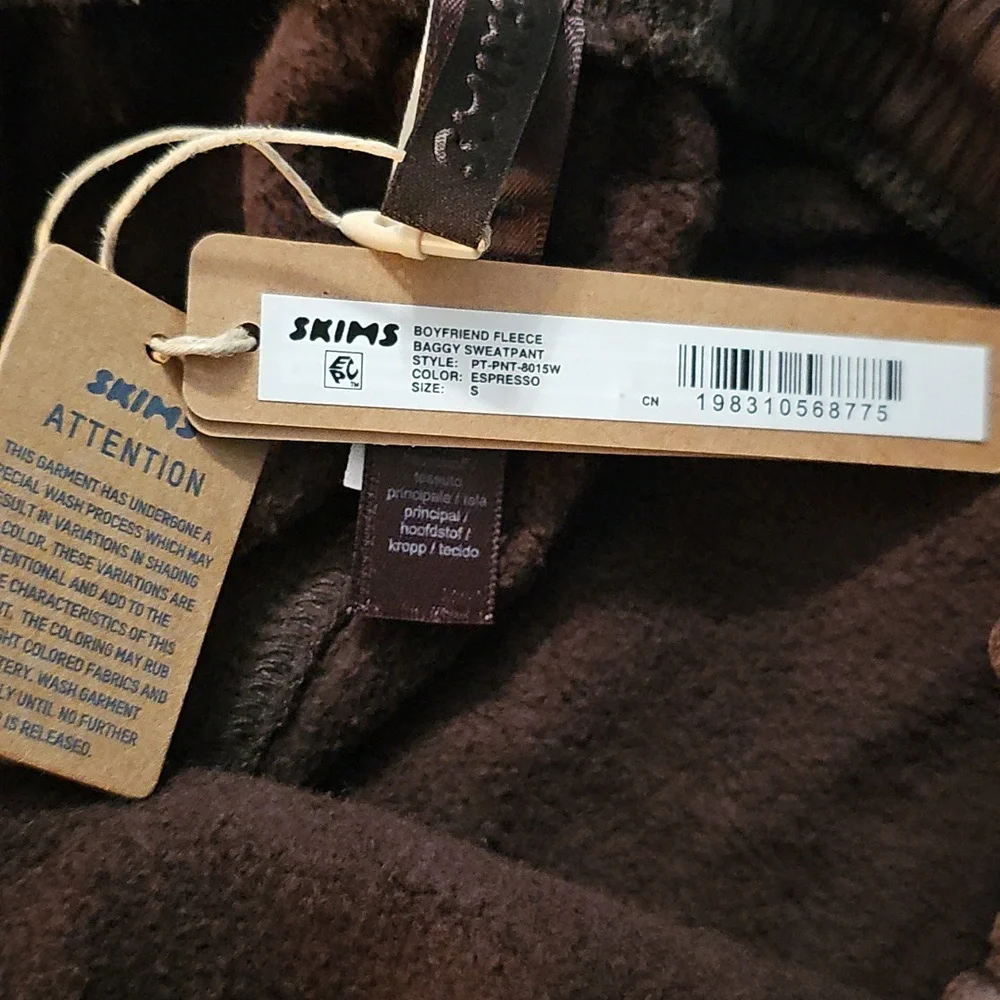 SKIMS
BOYFRIEND FLEECE
BAGGY SWEATPANT
STYLE: PT-PNT-8015W
COLOR: ESPRESSO
SIZE: S
CN
198310568775
SKIMS
ATTENTION
THIS GARMENT HAS UNDERGONE A
WASH PROCESS WHICH MAY
IN VARIATIONS IN SHADING
COLOR. THESE VARIATIONS ARE
AND ADD TO THE
CHARACTERISTICS OF THIS
THE COLORING MAY RUB
COLORED FABRICS AND
WASH GARMENT
UNTIL NO FURTHER
IS RELEASED.
tessuto
principale / tela
principal /
hoofdstof /
kropp / tecido